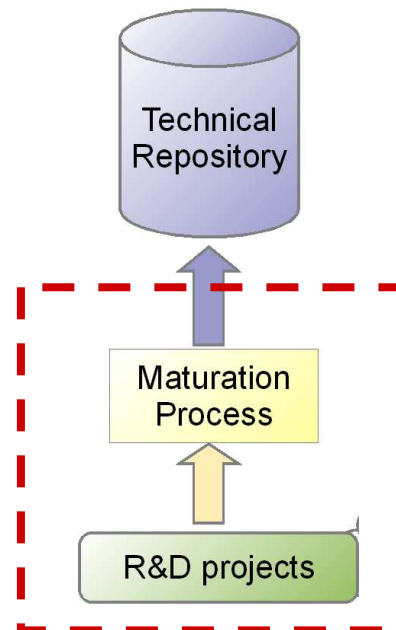 Technical
Repository
Maturation
Process
R&D projects